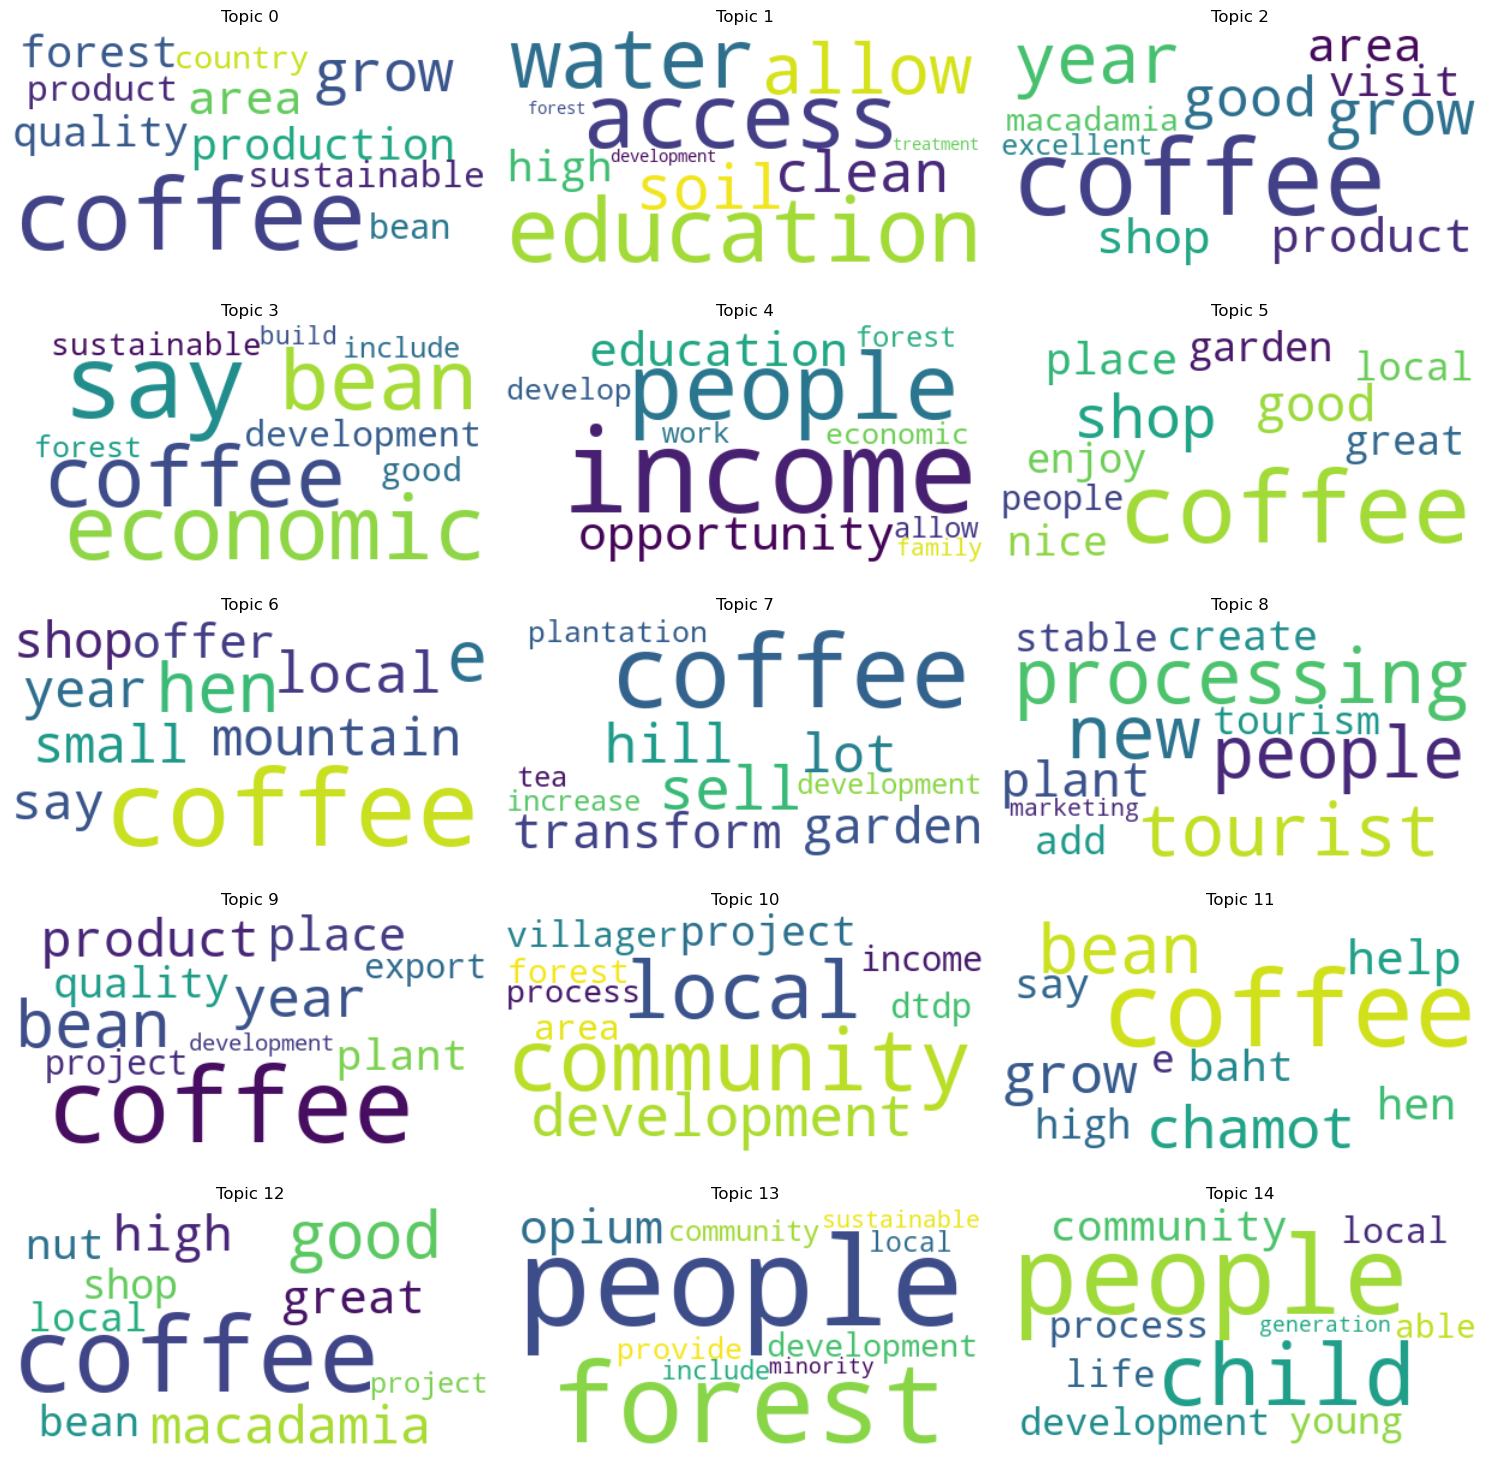 Topic 0
forest country
product area grow
quality production
sustainable
coffee bean
Topic 1
water allow
forest access treatment
high development clean
soil
education
Topic 2
year area
visit
good grow
macadamia
excellent
coffee
shop product
Topic 3
sustainable build include
say bean
forest development
coffee good
economic
Topic 4
education forest
develop people
work economic
income
opportunity allow
family
Topic 5
place garden local
shop good
great
enjoy
people coffee
nice
Topic 6
shop offer local e
year hen
small mountain
say coffee
Topic 7
plantation coffee
hill lot
tea sell development
increase
transform garden
Topic 8
stable create
processing
new tourism
plant people
marketing
add tourist
Topic 9
product place
quality year export
bean development
project plant
coffee
Topic 10
villager project
forest local income
process
area dtdp
community
development
Topic 11
bean help
say coffee
grow e baht
high chamot hen
Topic 12
nut high good
shop great
local
coffee project
bean macadamia
Topic 13
opium community sustainable
local
people
provide development
include minority
forest
Topic 14
community local
people
process generation able
life child
development young